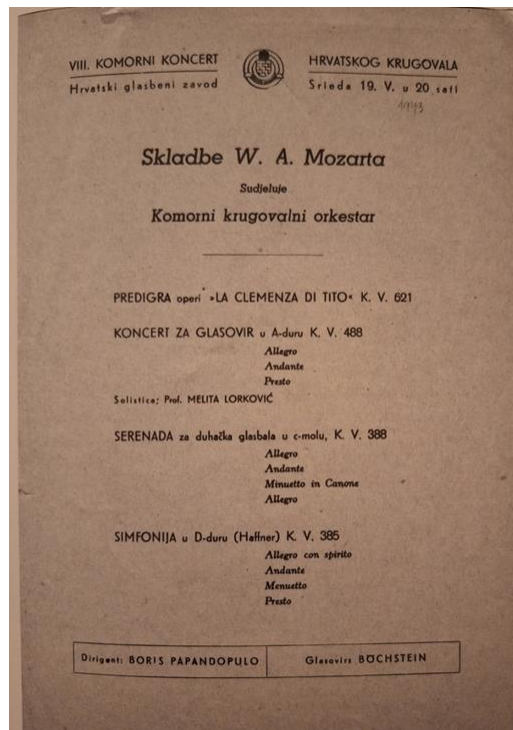 VIII. KOMORNI KONCERT
Hrvatski glasbeni zavod
HRVATSKOG KRUGOVALA
Srieda 19. V. u 20 sati
1943
Skladbe W. A. Mozarta
Sudjeluje
Komorni krugovalni orkestar
PREDIGRA operi »LA CLEMENZA DI TITO« K. V. 621
KONCERT ZA GLASOVIR u A-duru K. V. 488
Allegro
Andante
Presto
Solistica: Prof. MELITA LORKOVIĆ
SERENADA za duhačka glasbala u c-molu, K. V. 388
Allegro
Andante
Minuetto in Canone
Allegro
SIMFONIJA u D-duru (Haffner) K. V. 385
Allegro con spirito
Andante
Menuetto
Presto
Dirigent: BORIS PAPANDOPULO
Glasovirs BÖCHSTEIN